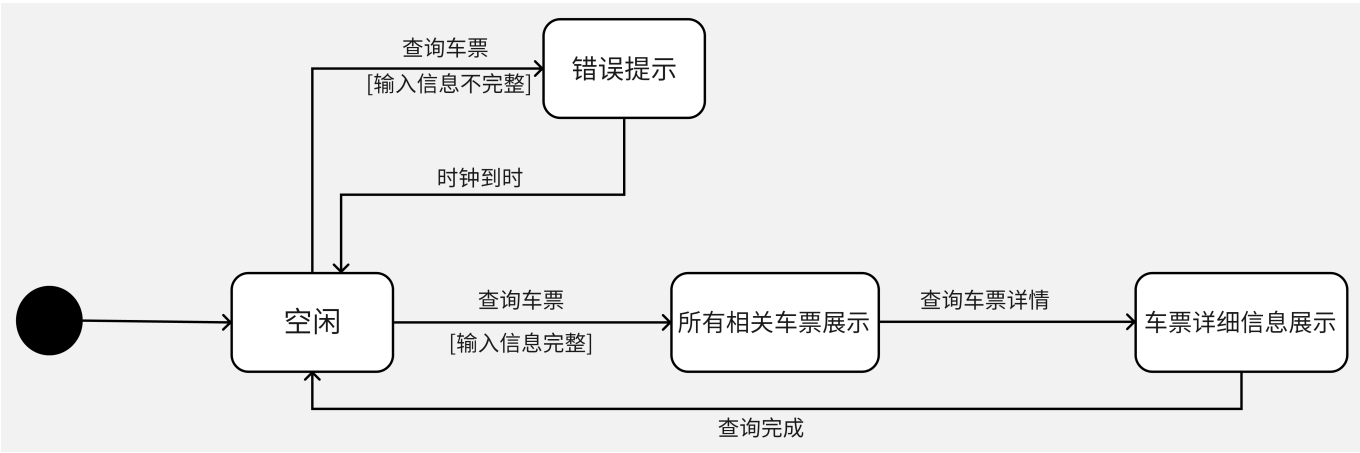 查询车票
错误提示
[输入信息不完整]
时钟到时
空闲
查询车票
[输入信息完整]
所有相关车票展示
查询车票详情
车票详细信息展示
查询完成